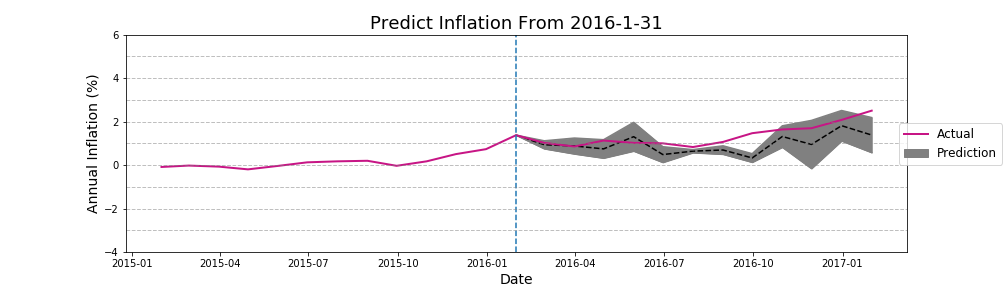 Predict Inflation From 2016-1-31
Annual Inflation (%)
6
4
2
0
−2
−4
2015-01 2015-04 2015-07 2015-10 2016-01 2016-04 2016-07 2016-10 2017-01
Date
Actual
Prediction